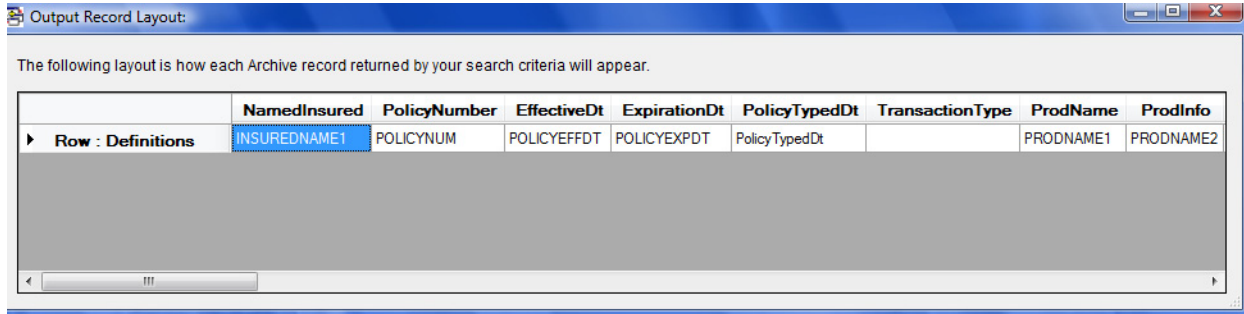 Output Record Layout:
The following layout is how each Archive record returned by your search criteria will appear.
NamedInsured PolicyNumber EffectiveDt ExpirationDt PolicyTypedDt TransactionType ProdName ProdInfo
Row : Definitions INSUREDNAME1 POLICYNUM POLICYEFFDT POLICYEXPDT PolicyTypedDt PRODNAME1 PRODNAME2